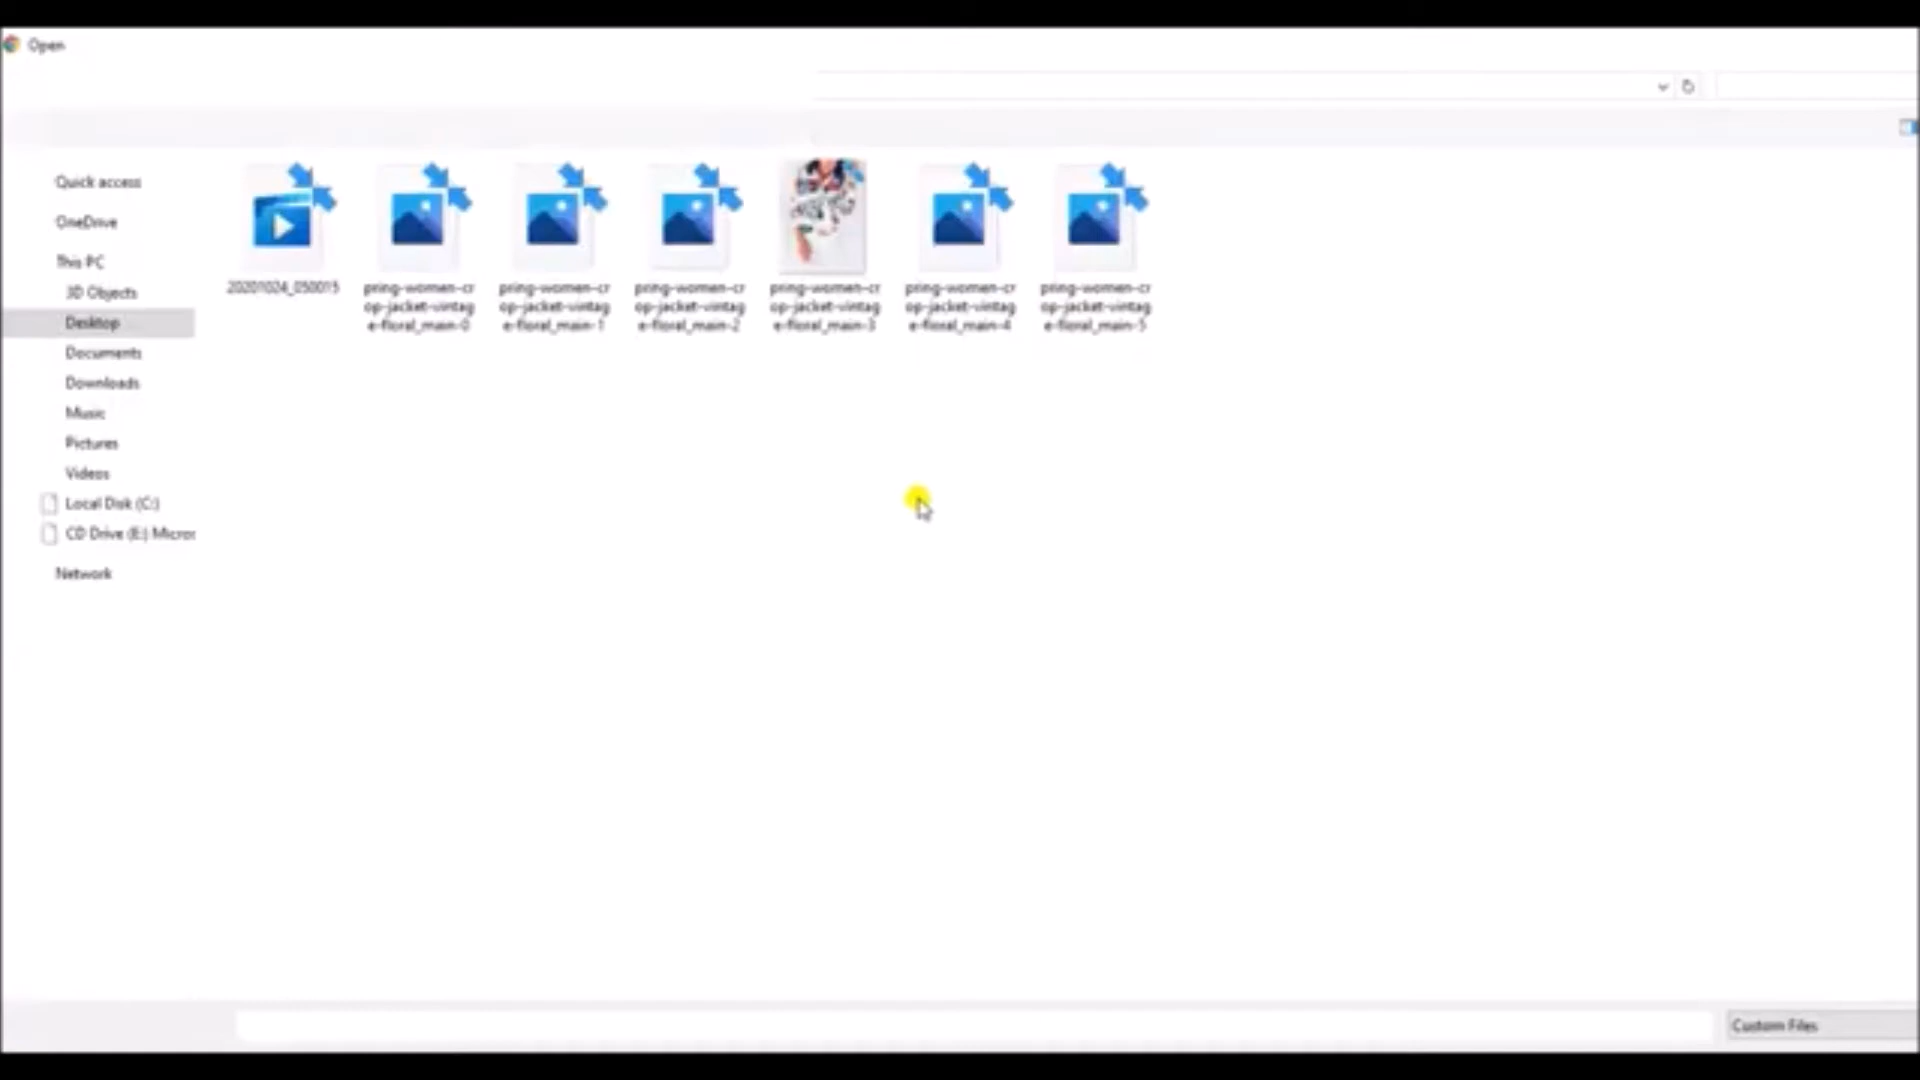 Open
Quick access
OneDrive
This PC
3D Objects
Desktop
Documents
Downloads
Music
Pictures
Videos
Local Disk (C:)
CD Drive (E:) Micros
Network
20201024_050015
pring-women-cr
op-jacket-vintag
e-floral_main-0
pring-women-cr
op-jacket-vintag
e-floral_main-1
pring-women-cr
op-jacket-vintag
e-floral_main-2
pring-women-cr
op-jacket-vintag
e-floral_main-3
pring-women-cr
op-jacket-vintag
e-floral_main-4
pring-women-cr
op-jacket-vintag
e-floral_main-5
Custom Files